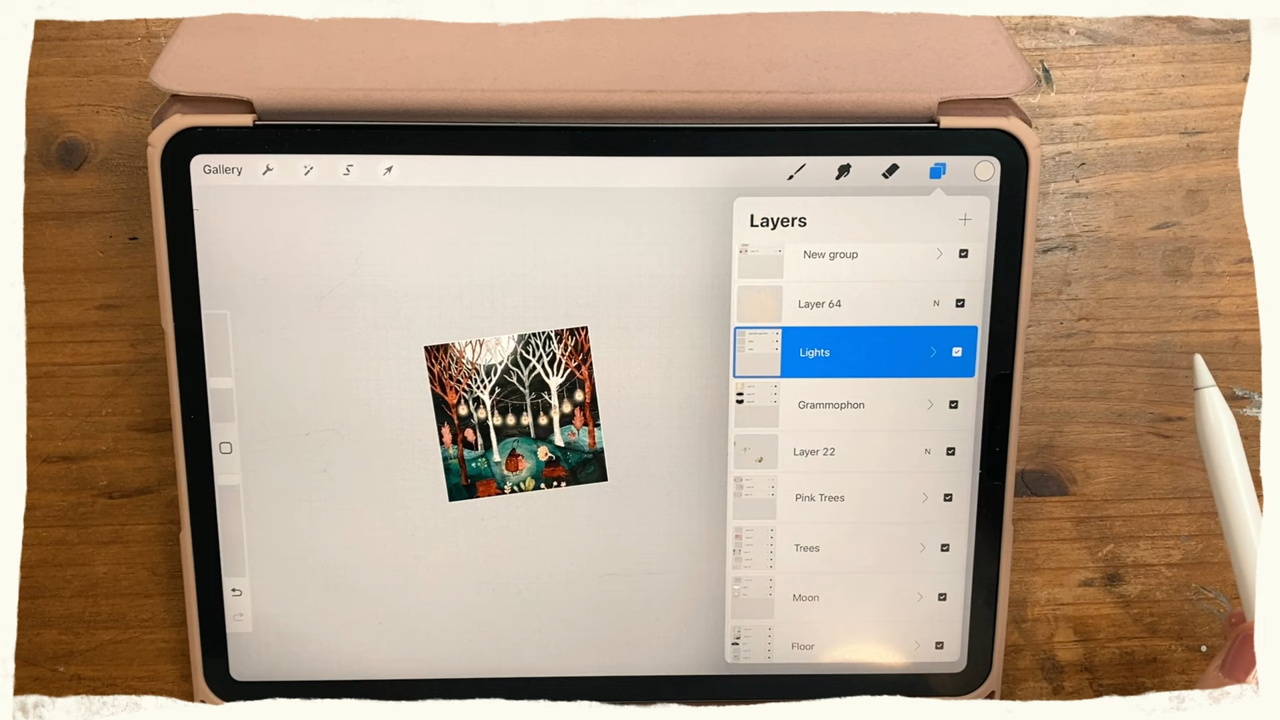 Gallery
Layers
New group
Layer 64 N
Lights
Grammophon
Layer 22 N
Pink Trees
Trees
Moon
Floor